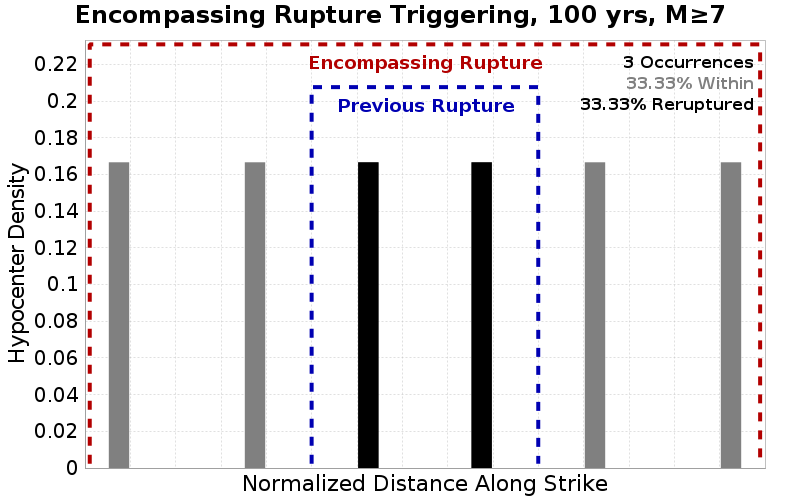 Encompassing Rupture Triggering, 100 yrs, M≥7
Encompassing Rupture
3 Occurrences
33.33% Within
Previous Rupture
33.33% Reruptured
Hypocenter Density
0.22
0.2
0.18
0.16
0.14
0.12
0.1
0.08
0.06
0.04
0.02
0
Normalized Distance Along Strike